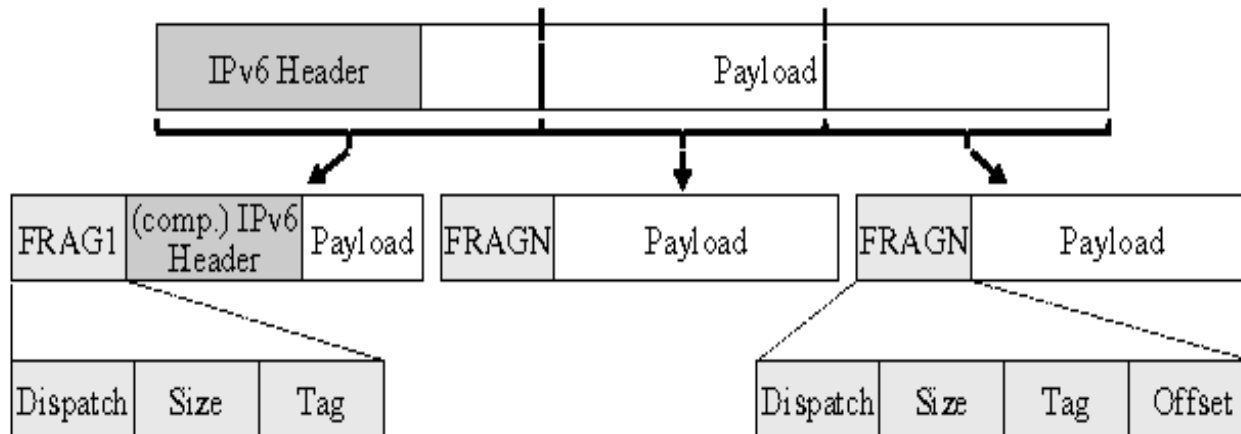 IPv6 Header Payload
FRAG1 (comp.) IPv6 Header Payload FRAGN Payload FRAGN Payload
Dispatch Size Tag Dispatch Size Tag Offset